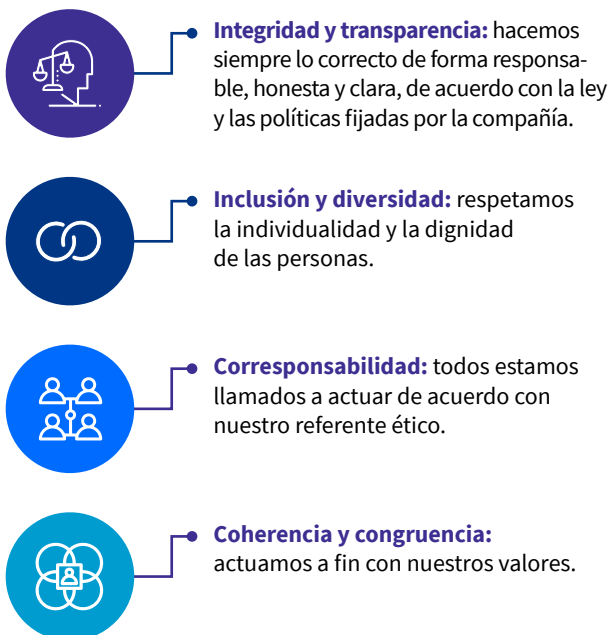 Integridad y transparencia: hacemos
siempre lo correcto de forma responsa-
ble, honesta y clara, de acuerdo con la ley
y las políticas fijadas por la compañía.
Inclusión y diversidad: respetamos
la individualidad y la dignidad
de las personas.
Corresponsabilidad: todos estamos
llamados a actuar de acuerdo con
nuestro referente ético.
Coherencia y congruencia:
actuamos a fin con nuestros valores.